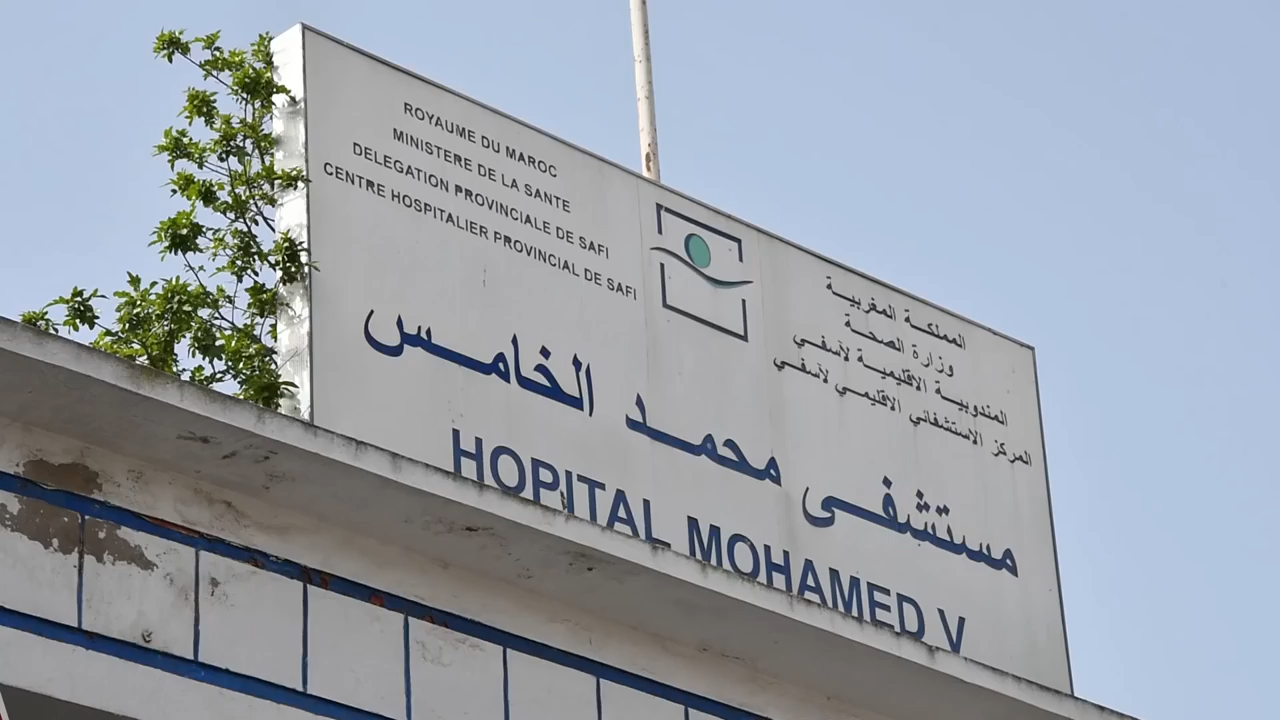 ROYAUME DU MAROC
MINISTERE DE LA SANTE
DELEGATION PROVINCIALE DE SAFI
CENTRE HOSPITALIER PROVINCIAL DE SAFI
المملكة المغربية
وزارة الصحة
المندوبية الاقليمية لآسفي
المركز الاستشفائي الاقليمي لآسفي
مستشفى محمد الخامس
HOPITAL MOHAMED V